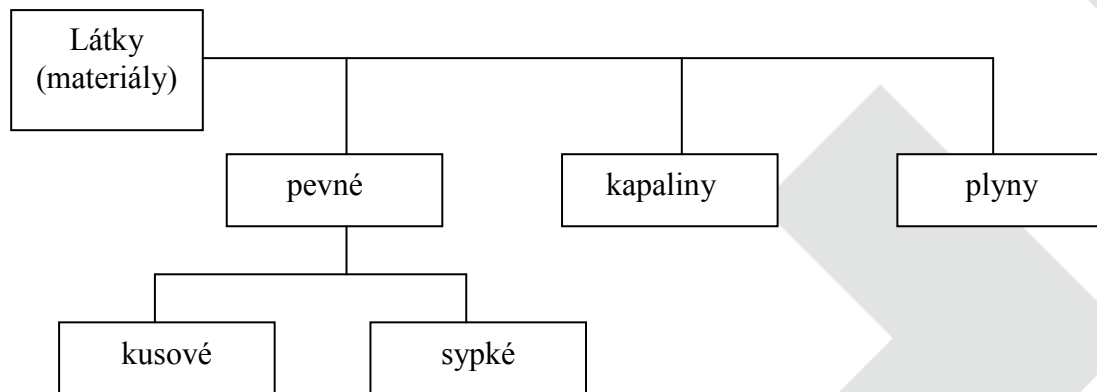 Látky
(materiály)
pevné
kapaliny
plyny
kusové
sypké